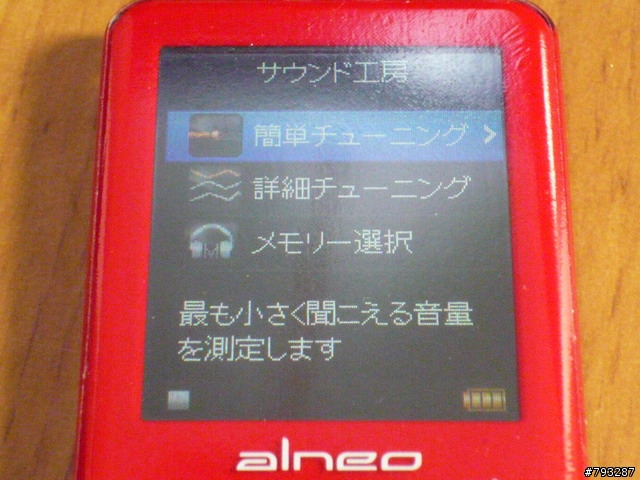 サウンド工房
簡単チューニング >
詳細チューニング
メモリー選択
最も小さく聞こえる音量
を測定します
alneo
#793287